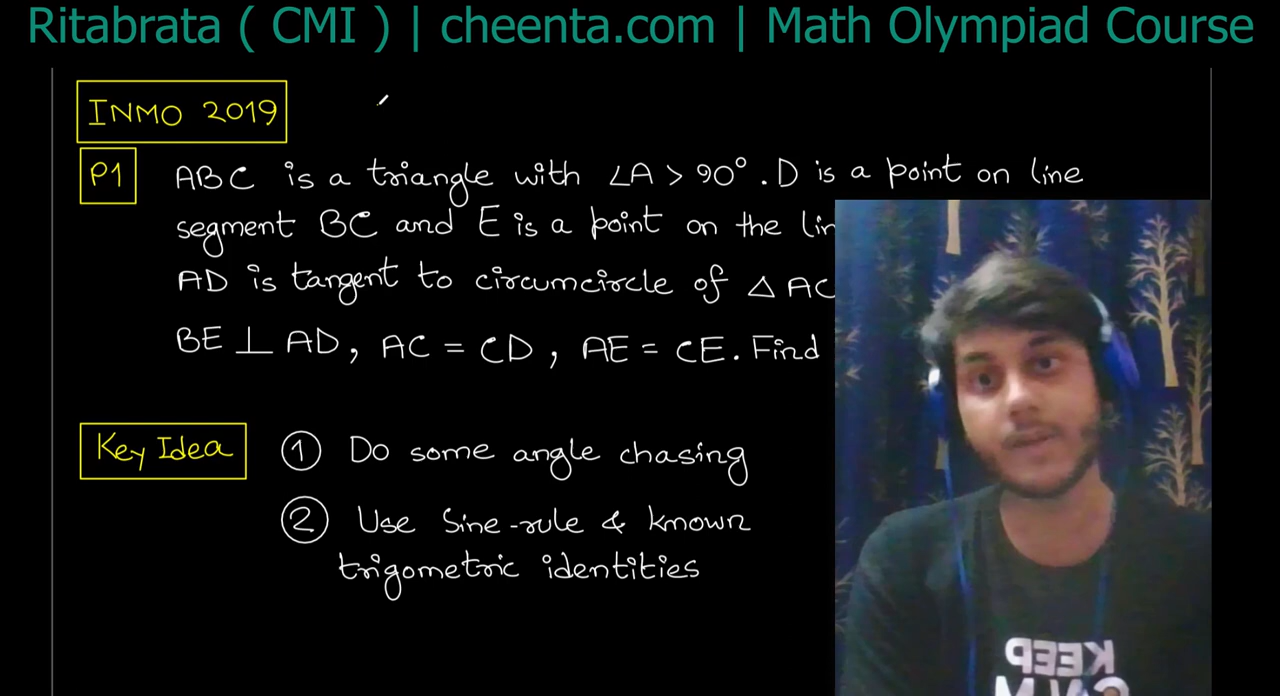 Ritabrata ( CMI ) | cheenta.com | Math Olympiad Course
INMO 2019
P1 ABC is a triangle with ∠A > 90°. D is a point on line
segment BC and E is a point on the
AD is tangent to circumcircle of △
BE ⊥ AD, AC = CD, AE = CE. Find
Key Idea ① Do some angle chasing
② Use Sine-rule & known
trigometric identities
KEEP